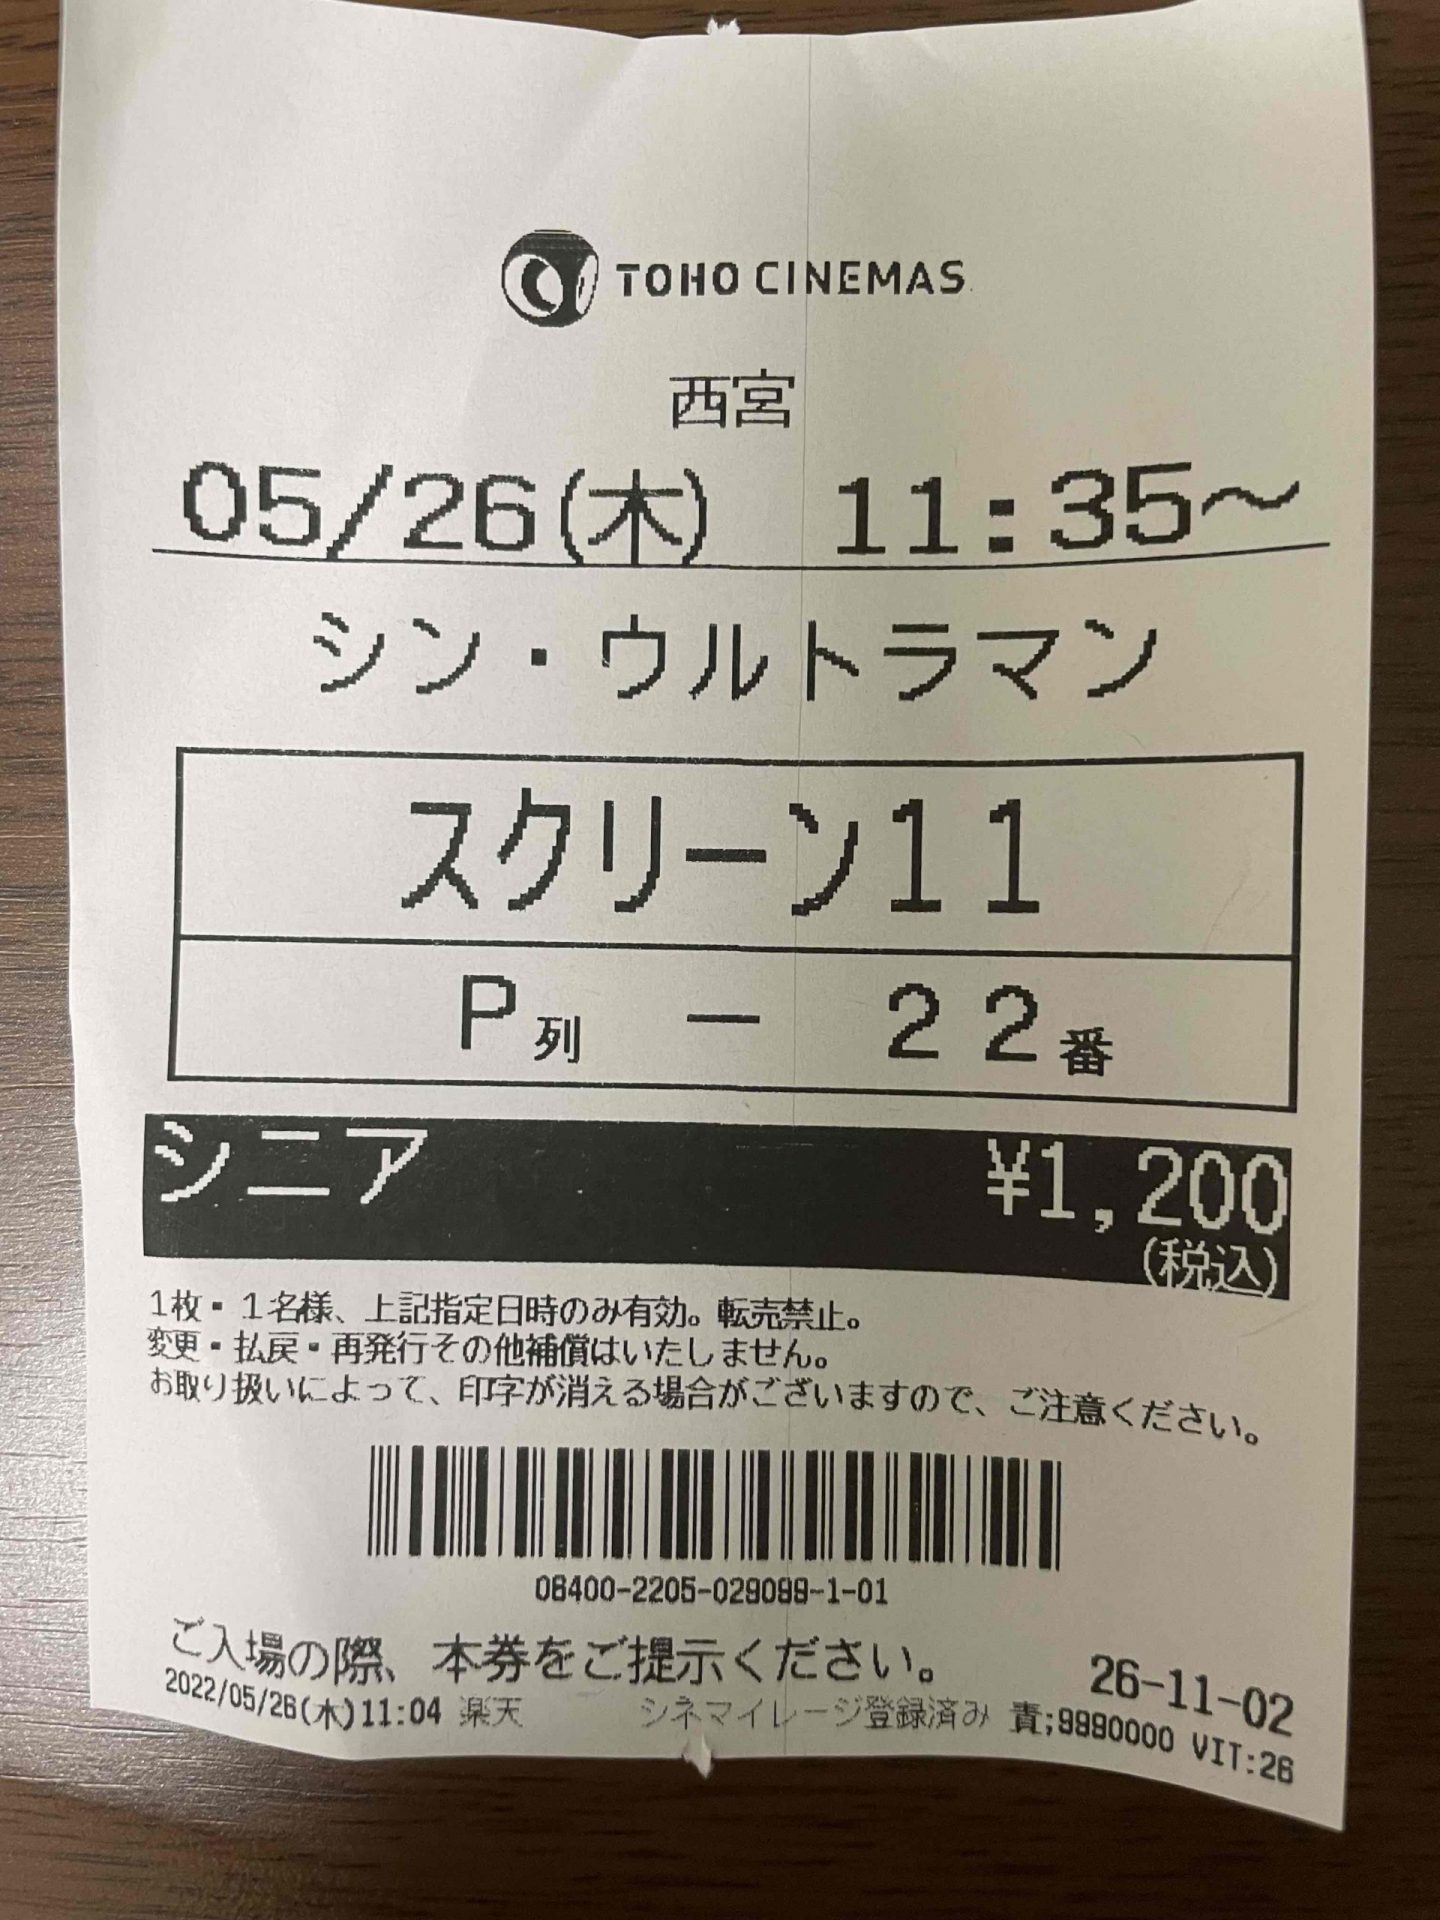 TOHO CINEMAS
西宮
05/26(木) 11:35～
シン・ウルトラマン
スクリーン11
P列 － 22番
シニア ¥1,200
(税込)
1枚・1名様、上記指定日時のみ有効。転売禁止。
変更・払戻・再発行その他補償はいたしません。
お取り扱いによって、印字が消える場合がございますので、ご注意ください。
06400-2205-029099-1-01
ご入場の際、本券をご提示ください。 26-11-02
2022/05/26(木)11:04 楽天 シネマイレージ登録済み 責;9990000 VIT:26